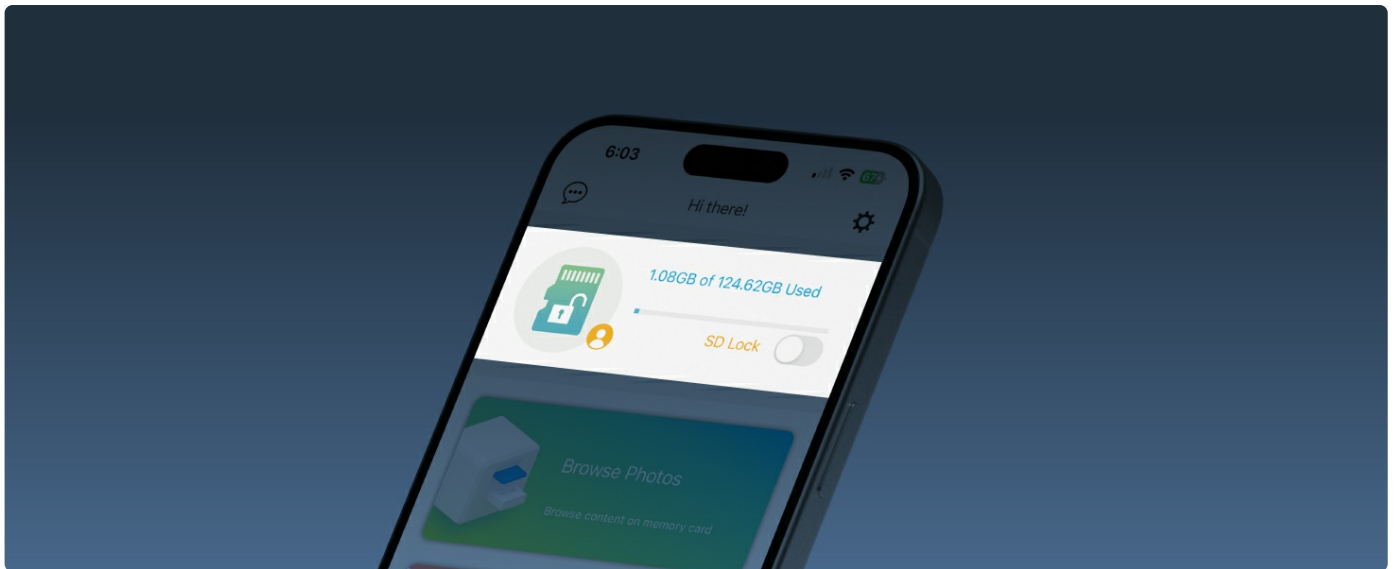 6:03
67
Hi there!
1.08GB of 124.62GB Used
SD Lock
Browse Photos
Browse content on memory card